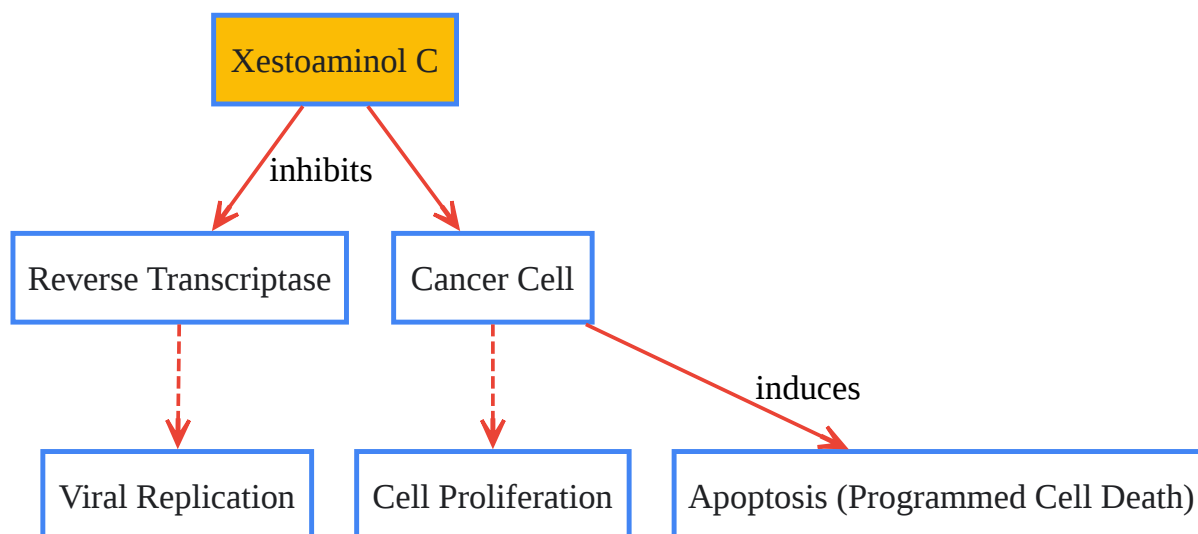 Xestoaminol C
inhibits
Reverse Transcriptase
Cancer Cell
induces
Viral Replication
Cell Proliferation
Apoptosis (Programmed Cell Death)